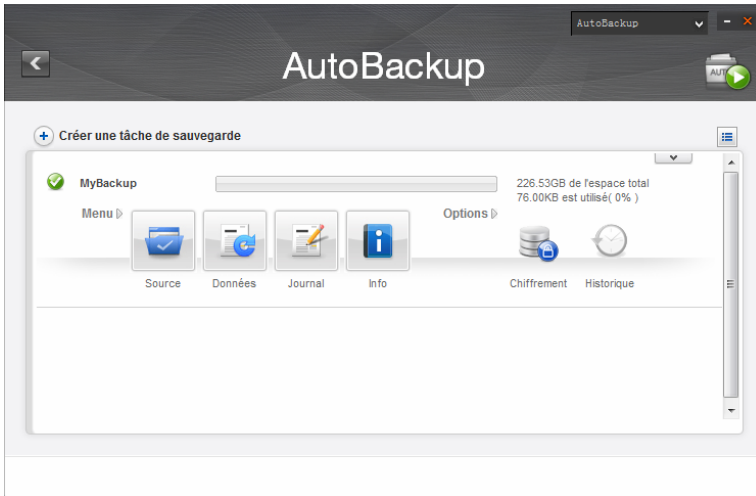 AutoBackup
AutoBackup
AUTO
Créer une tâche de sauvegarde
MyBackup
226.53GB de l'espace total
76.00KB est utilisé( 0% )
Menu
Options
Source
Données
Journal
Info
Chiffrement
Historique